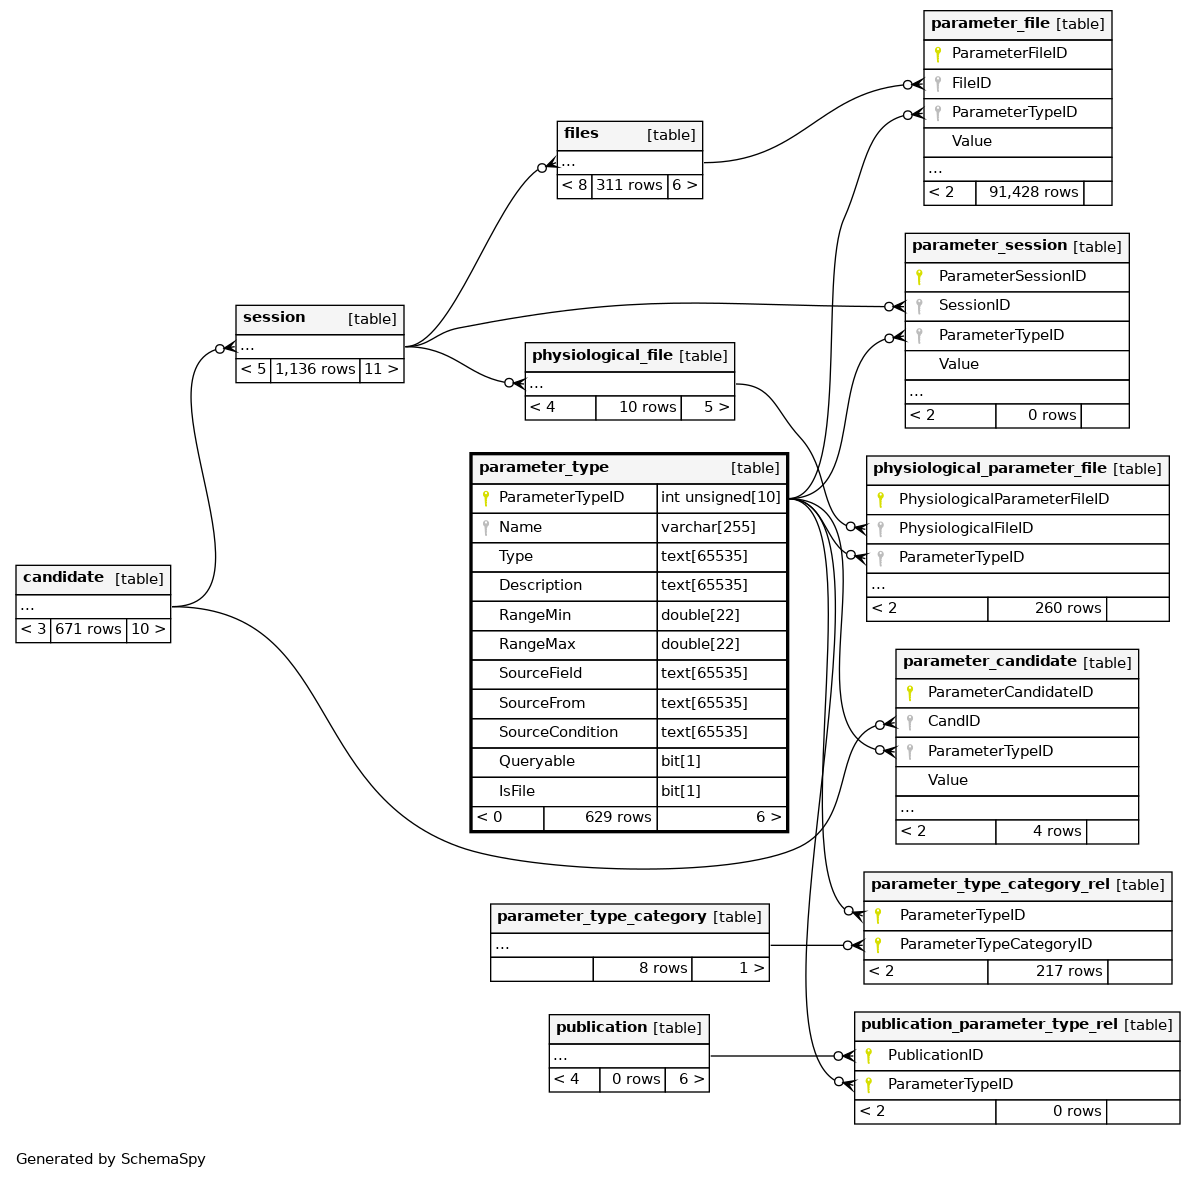 parameter_file [table]
ParameterFileID
FileID
ParameterTypeID
Value
...
< 2 91,428 rows
files [table]
...
< 8 311 rows 6 >
parameter_session [table]
ParameterSessionID
SessionID
ParameterTypeID
Value
...
< 2 0 rows
session [table]
...
< 5 1,136 rows 11 >
physiological_file [table]
...
< 4 10 rows 5 >
parameter_type [table]
ParameterTypeID int unsigned[10]
Name varchar[255]
Type text[65535]
Description text[65535]
RangeMin double[22]
RangeMax double[22]
SourceField text[65535]
SourceFrom text[65535]
SourceCondition text[65535]
Queryable bit[1]
IsFile bit[1]
< 0 629 rows 6 >
physiological_parameter_file [table]
PhysiologicalParameterFileID
PhysiologicalFileID
ParameterTypeID
...
< 2 260 rows
candidate [table]
...
< 3 671 rows 10 >
parameter_candidate [table]
ParameterCandidateID
CandID
ParameterTypeID
Value
...
< 2 4 rows
parameter_type_category_rel [table]
ParameterTypeID
ParameterTypeCategoryID
< 2 217 rows
parameter_type_category [table]
...
8 rows 1 >
publication [table]
...
< 4 0 rows 6 >
publication_parameter_type_rel [table]
PublicationID
ParameterTypeID
< 2 0 rows
Generated by SchemaSpy